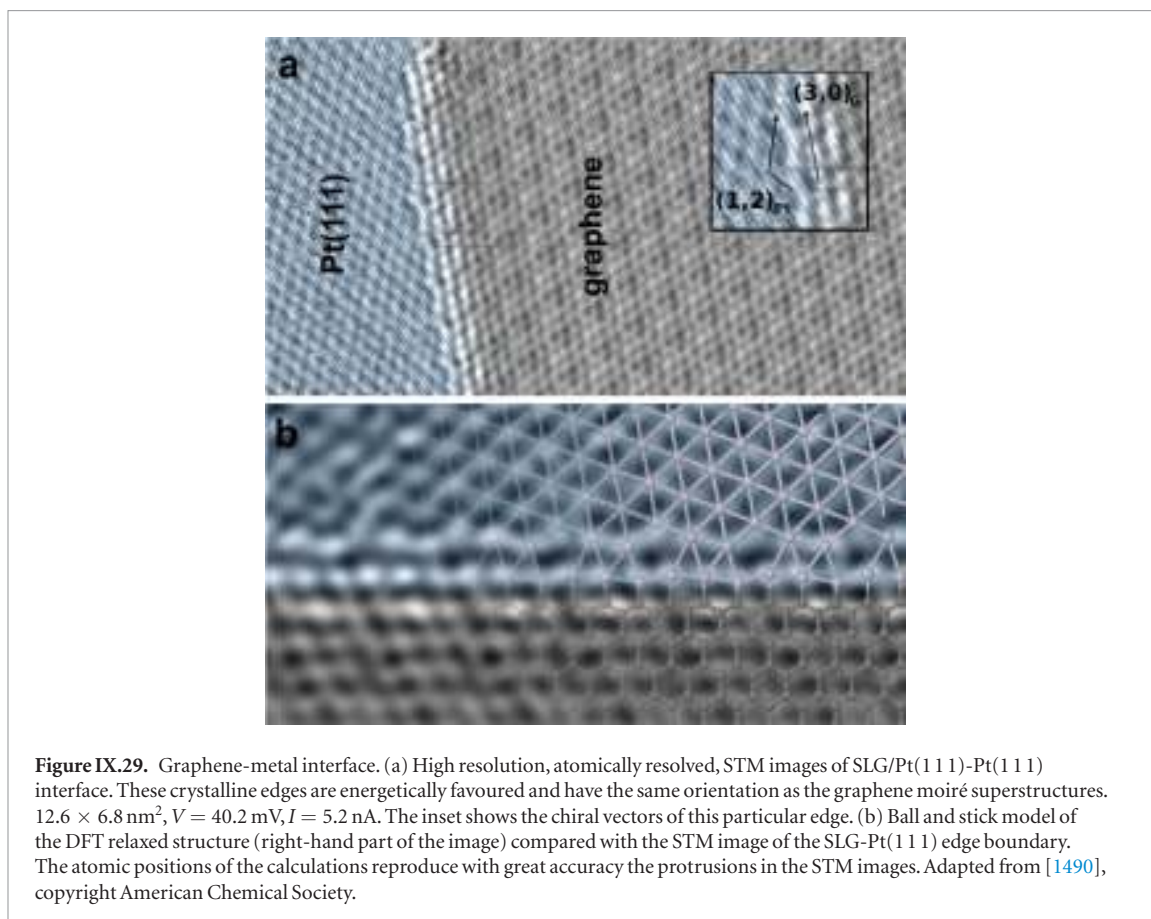 a
(3,0)G
Pt(111)
graphene
(1,2)Pt
b
Figure IX.29. Graphene-metal interface. (a) High resolution, atomically resolved, STM images of SLG/Pt(1 1 1)-Pt(1 1 1)
interface. These crystalline edges are energetically favoured and have the same orientation as the graphene moiré superstructures.
12.6 × 6.8 nm², V = 40.2 mV, I = 5.2 nA. The inset shows the chiral vectors of this particular edge. (b) Ball and stick model of
the DFT relaxed structure (right-hand part of the image) compared with the STM image of the SLG-Pt(1 1 1) edge boundary.
The atomic positions of the calculations reproduce with great accuracy the protrusions in the STM images. Adapted from [1490],
copyright American Chemical Society.